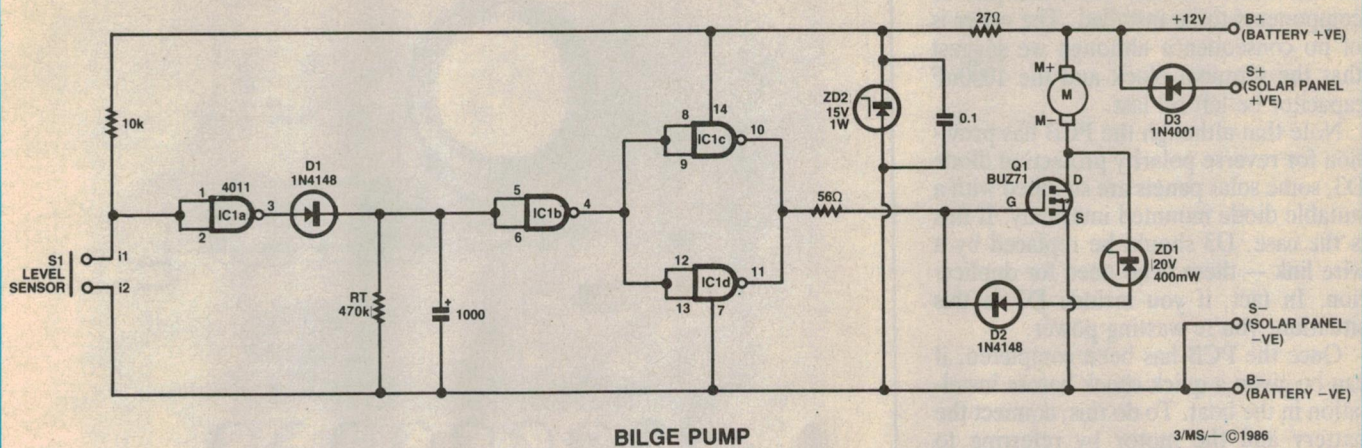 27Ω
+12V
B+
(BATTERY +VE)
S+
(SOLAR PANEL
+VE)
D3
1N4001
M+
M
M−
10k
ZD2
15V
1W
0.1
14
8
9
IC1c
10
D1
1N4148
1
4011
2
IC1a
3
5
6
IC1b
4
56Ω
Q1
BUZ71
D
G
S
12
13
IC1d
11
7
ZD1
20V
400mW
S1
LEVEL
SENSOR
i1
i2
RT
470k
+
1000
D2
1N4148
S−
(SOLAR PANEL
−VE)
B−
(BATTERY −VE)
BILGE PUMP
3/MS/— ©1986